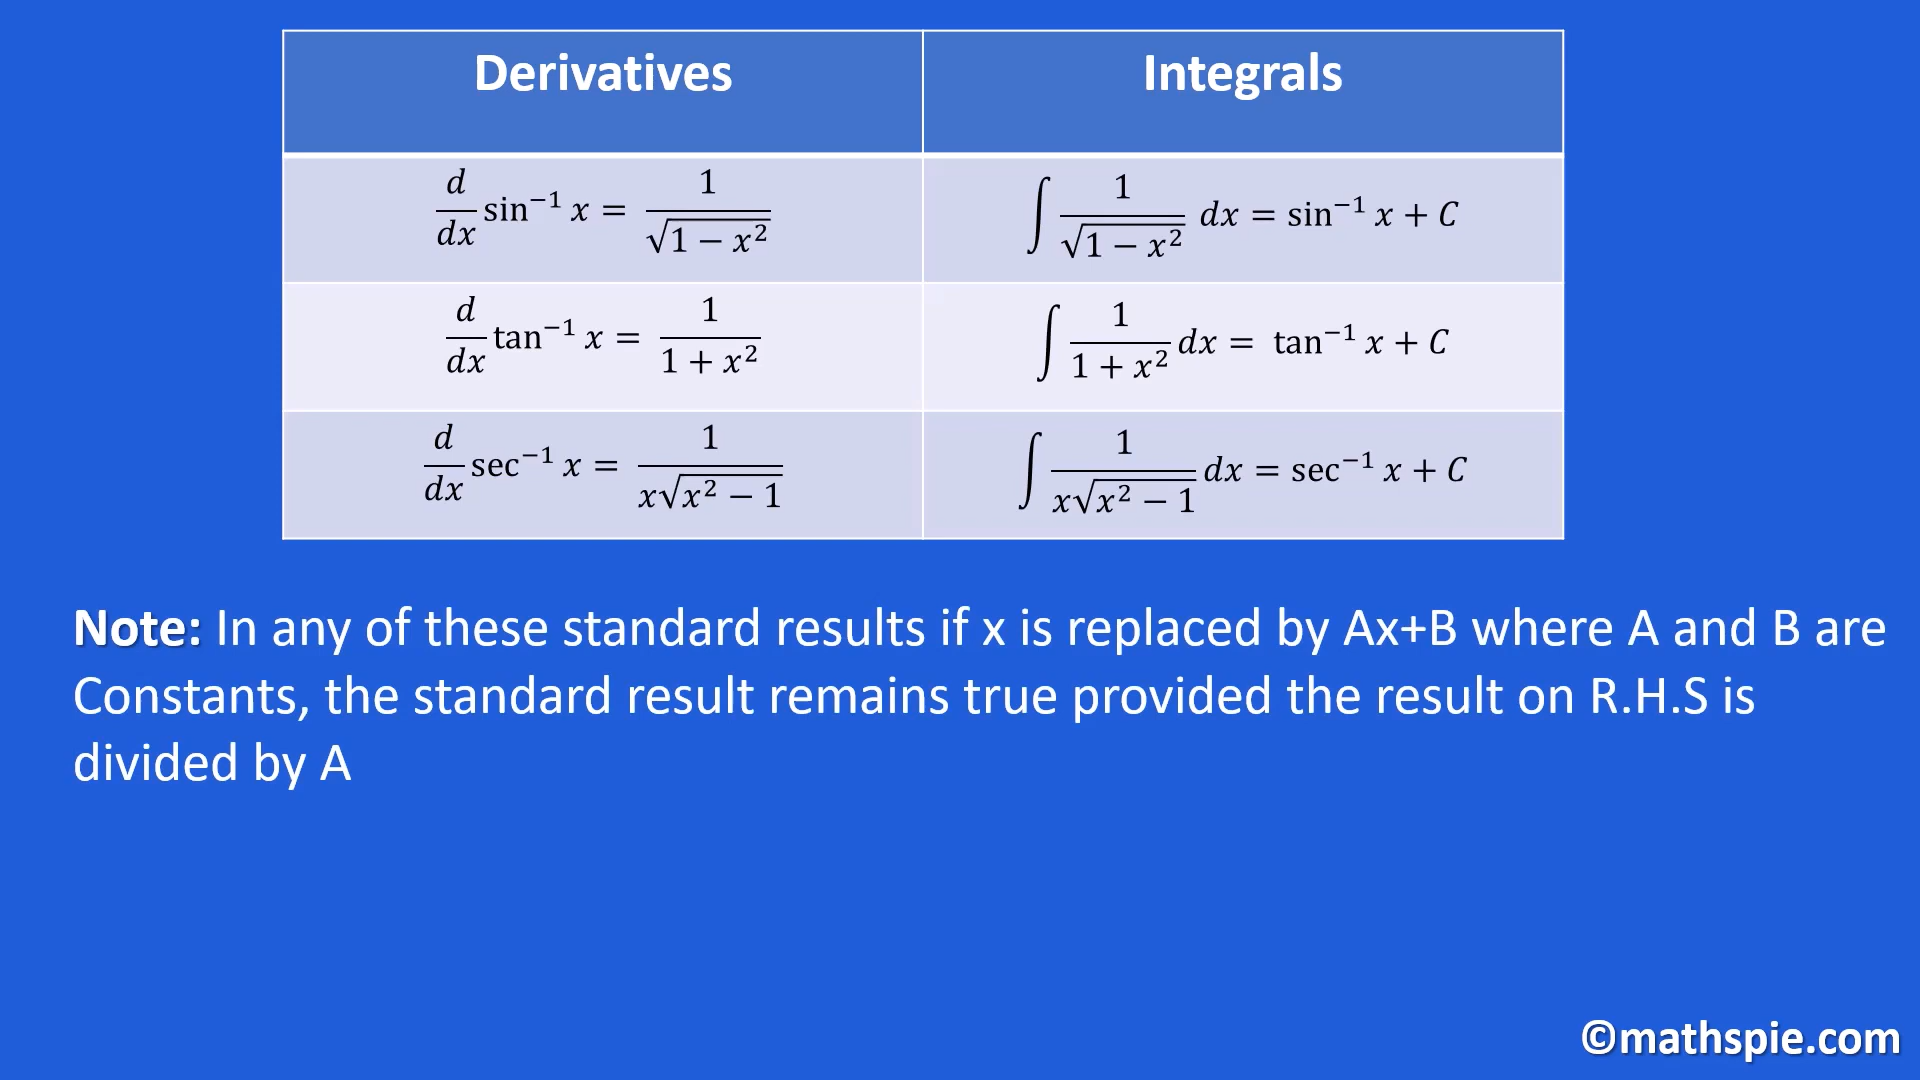 Derivatives Integrals
d/dx sin⁻¹ x = 1/√(1 − x²) ∫ 1/√(1 − x²) dx = sin⁻¹ x + C
d/dx tan⁻¹ x = 1/(1 + x²) ∫ 1/(1 + x²) dx = tan⁻¹ x + C
d/dx sec⁻¹ x = 1/(x√(x² − 1)) ∫ 1/(x√(x² − 1)) dx = sec⁻¹ x + C
Note: In any of these standard results if x is replaced by Ax+B where A and B are
Constants, the standard result remains true provided the result on R.H.S is
divided by A
©mathspie.com